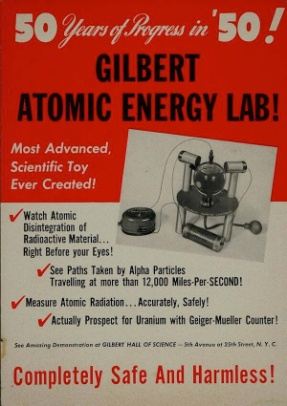 50 Years of Progress in '50!
GILBERT
ATOMIC ENERGY LAB!
Most Advanced,
Scientific Toy
Ever Created!
Watch Atomic
Disintegration of
Radioactive Material...
Right Before your Eyes!
See Paths Taken by Alpha Particles
Travelling at more than 12,000 Miles-Per-SECOND!
Measure Atomic Radiation...Accurately, Safely!
Actually Prospect for Uranium with Geiger-Mueller Counter!
See Amazing Demonstration at GILBERT HALL OF SCIENCE — 5th Avenue at 25th Street, N. Y. C.
Completely Safe And Harmless!